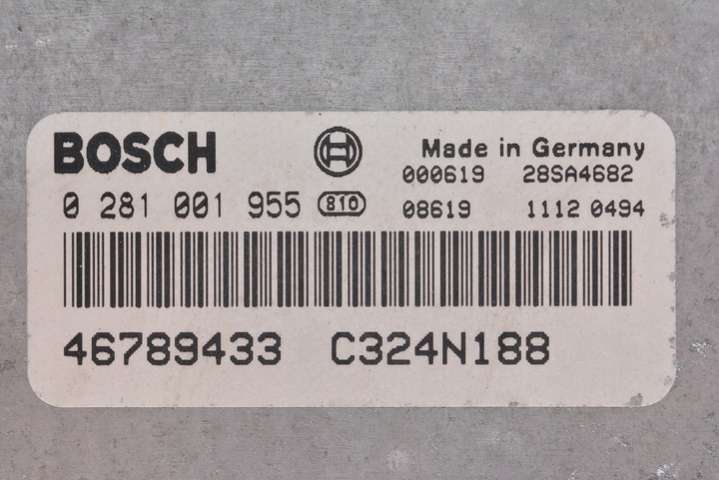 BOSCH Made in Germany
000619 28SA4682
0 281 001 955 810 08619 1112 0494
46789433 C324N188